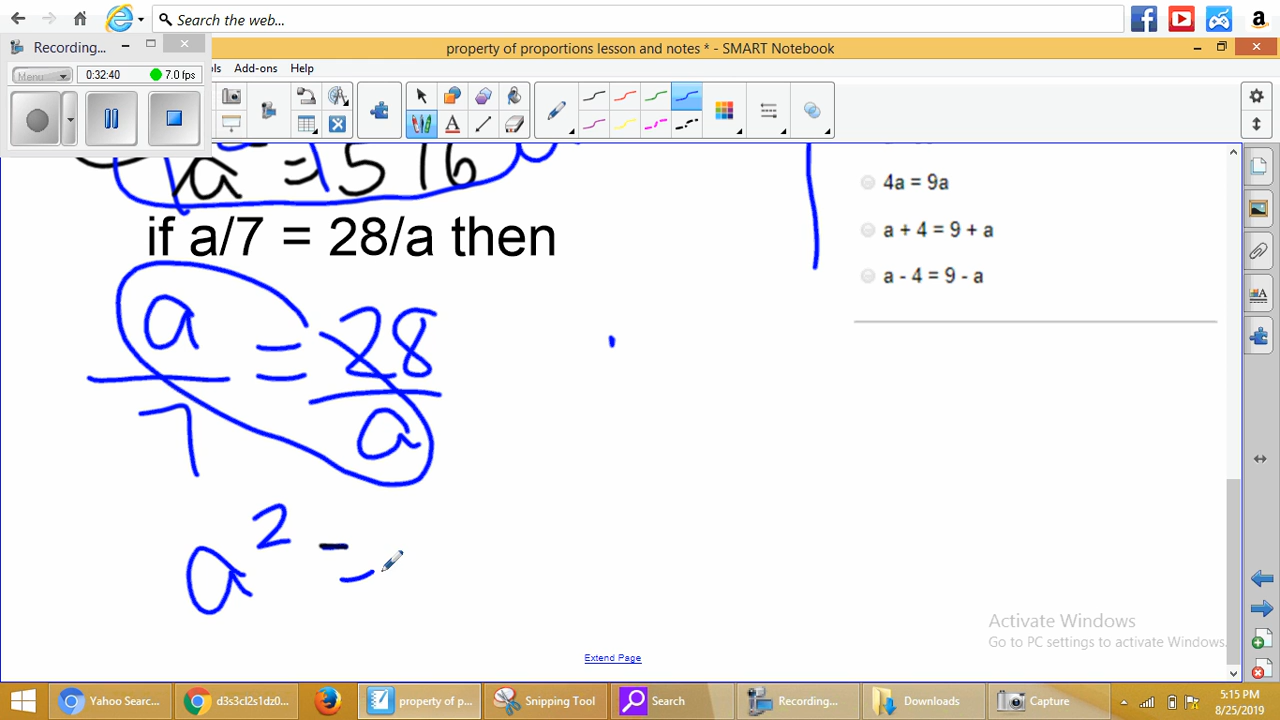 Search the web...
Recording...
property of proportions lesson and notes * - SMART Notebook
Menu
0:32:40
7.0 fps
ols
Add-ons
Help
a = 1516
if a/7 = 28/a then
a = 28
7 a
a² =
4a = 9a
a + 4 = 9 + a
a - 4 = 9 - a
Activate Windows
Go to PC settings to activate Windows.
Extend Page
Yahoo Searc...
d3s3cl2s1dz0...
property of p...
Snipping Tool
Search
Recording...
Downloads
Capture
5:15 PM
8/25/2019